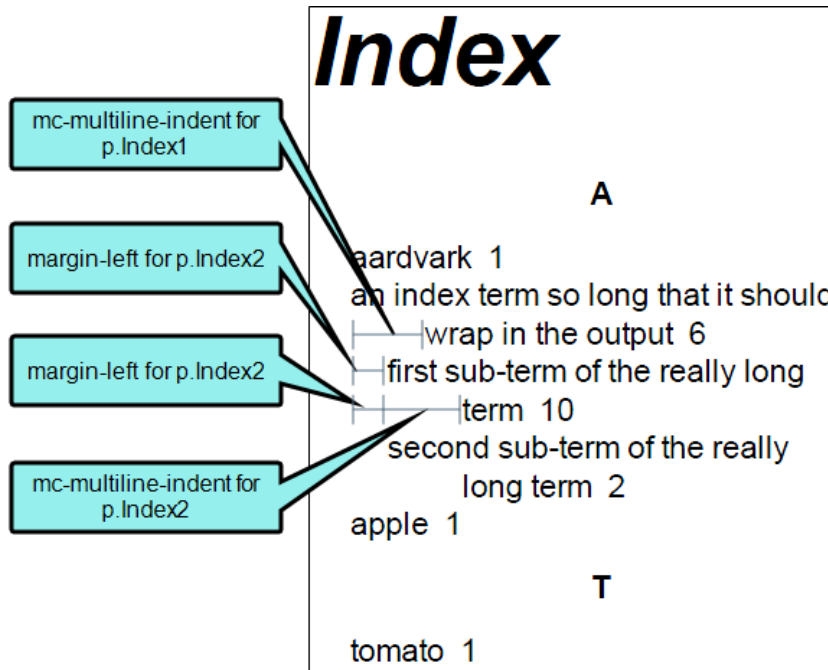 Index
mc-multiline-indent for
p.Index1
margin-left for p.Index2
margin-left for p.Index2
mc-multiline-indent for
p.Index2
A
aardvark 1
an index term so long that it should
wrap in the output 6
first sub-term of the really long
term 10
second sub-term of the really
long term 2
apple 1
T
tomato 1